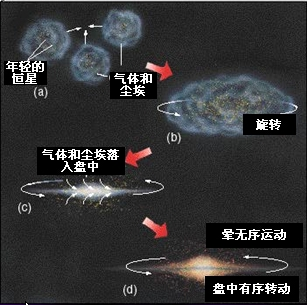 年轻的
恒星
气体和
尘埃
(a)
(b)
旋转
气体和尘埃落
入盘中
(c)
晕无序运动
盘中有序转动
(d)